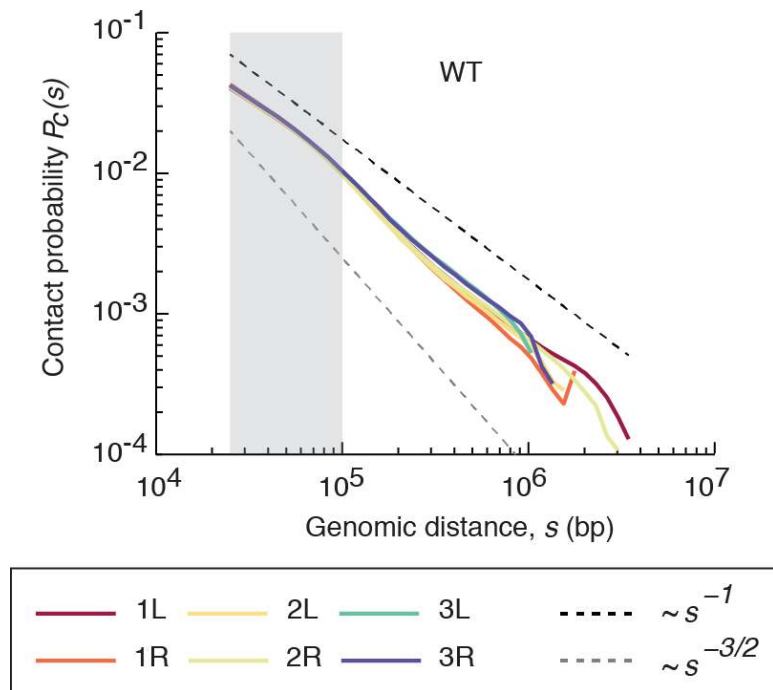 WT
Contact probability P_c(s)
10^-1
10^-2
10^-3
10^-4
10^4 10^5 10^6 10^7
Genomic distance, s (bp)
1L 2L 3L ~s^-1
1R 2R 3R ~s^-3/2